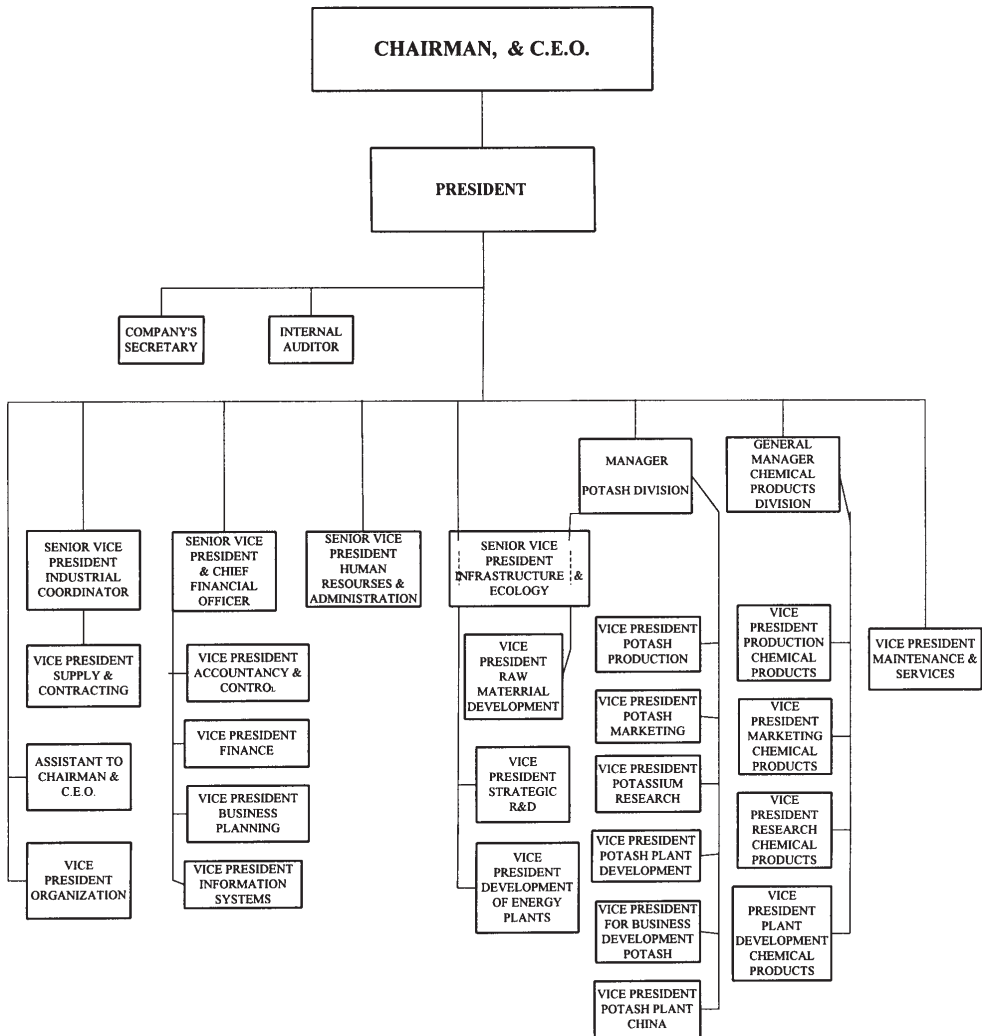 CHAIRMAN, & C.E.O.
PRESIDENT
COMPANY'S
SECRETARY
INTERNAL
AUDITOR
MANAGER
POTASH DIVISION
GENERAL
MANAGER
CHEMICAL
PRODUCTS
DIVISION
SENIOR VICE
PRESIDENT
INDUSTRIAL
COORDINATOR
SENIOR VICE
PRESIDENT
& CHIEF
FINANCIAL
OFFICER
SENIOR VICE
PRESIDENT
HUMAN
RESOURSES &
ADMINISTRATION
SENIOR VICE
PRESIDENT
INFRASTRUCTURE &
ECOLOGY
VICE PRESIDENT
SUPPLY &
CONTRACTING
VICE PRESIDENT
ACCOUNTANCY &
CONTROL
VICE
PRESIDENT
RAW
MATERRIAL
DEVELOPMENT
VICE PRESIDENT
POTASH
PRODUCTION
VICE
PRESIDENT
PRODUCTION
CHEMICAL
PRODUCTS
VICE PRESIDENT
MAINTENANCE &
SERVICES
ASSISTANT TO
CHAIRMAN &
C.E.O.
VICE PRESIDENT
FINANCE
VICE PRESIDENT
POTASH
MARKETING
VICE
PRESIDENT
MARKETING
CHEMICAL
PRODUCTS
VICE PRESIDENT
BUSINESS
PLANNING
VICE
PRESIDENT
STRATEGIC
R&D
VICE PRESIDENT
POTASSIUM
RESEARCH
VICE
PRESIDENT
RESEARCH
CHEMICAL
PRODUCTS
VICE
PRESIDENT
ORGANIZATION
VICE PRESIDENT
INFORMATION
SYSTEMS
VICE
PRESIDENT
DEVELOPMENT
OF ENERGY
PLANTS
VICE PRESIDENT
POTASH PLANT
DEVELOPMENT
VICE PRESIDENT
FOR BUSINESS
DEVELOPMENT
POTASH
VICE
PRESIDENT
PLANT
DEVELOPMENT
CHEMICAL
PRODUCTS
VICE PRESIDENT
POTASH PLANT
CHINA